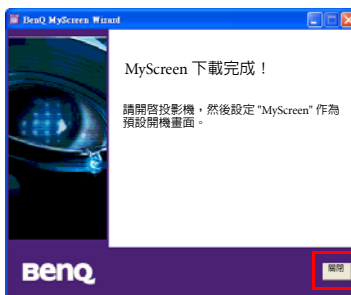 BenQ MyScreen Wizard
MyScreen 下載完成！
請開啓投影機，然後設定 "MyScreen" 作為
預設開機畫面。
BenQ
關閉